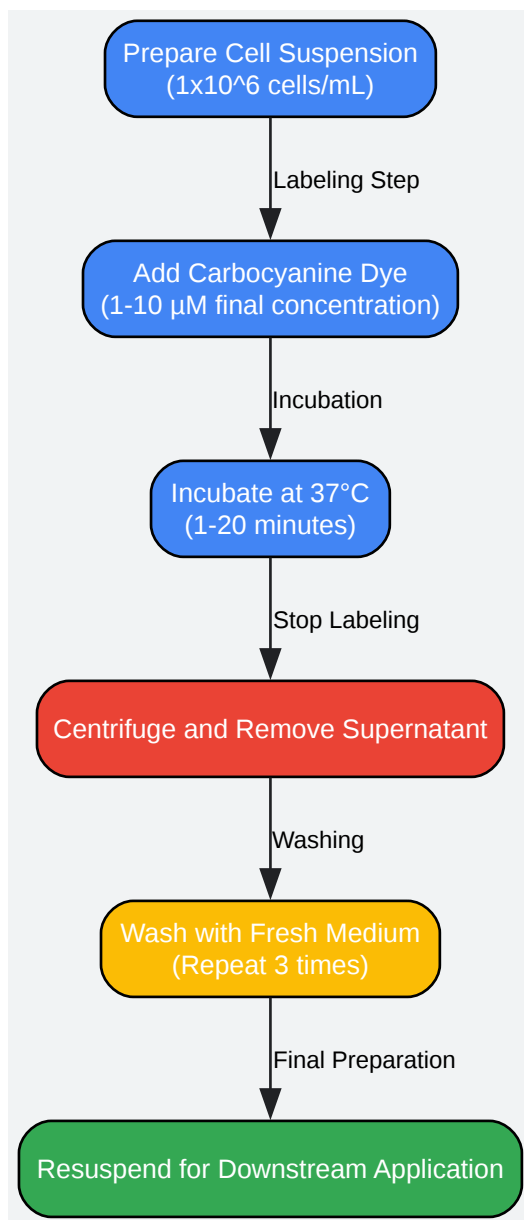 Prepare Cell Suspension
(1x10^6 cells/mL)
Labeling Step
Add Carbocyanine Dye
(1-10 µM final concentration)
Incubation
Incubate at 37°C
(1-20 minutes)
Stop Labeling
Centrifuge and Remove Supernatant
Washing
Wash with Fresh Medium
(Repeat 3 times)
Final Preparation
Resuspend for Downstream Application